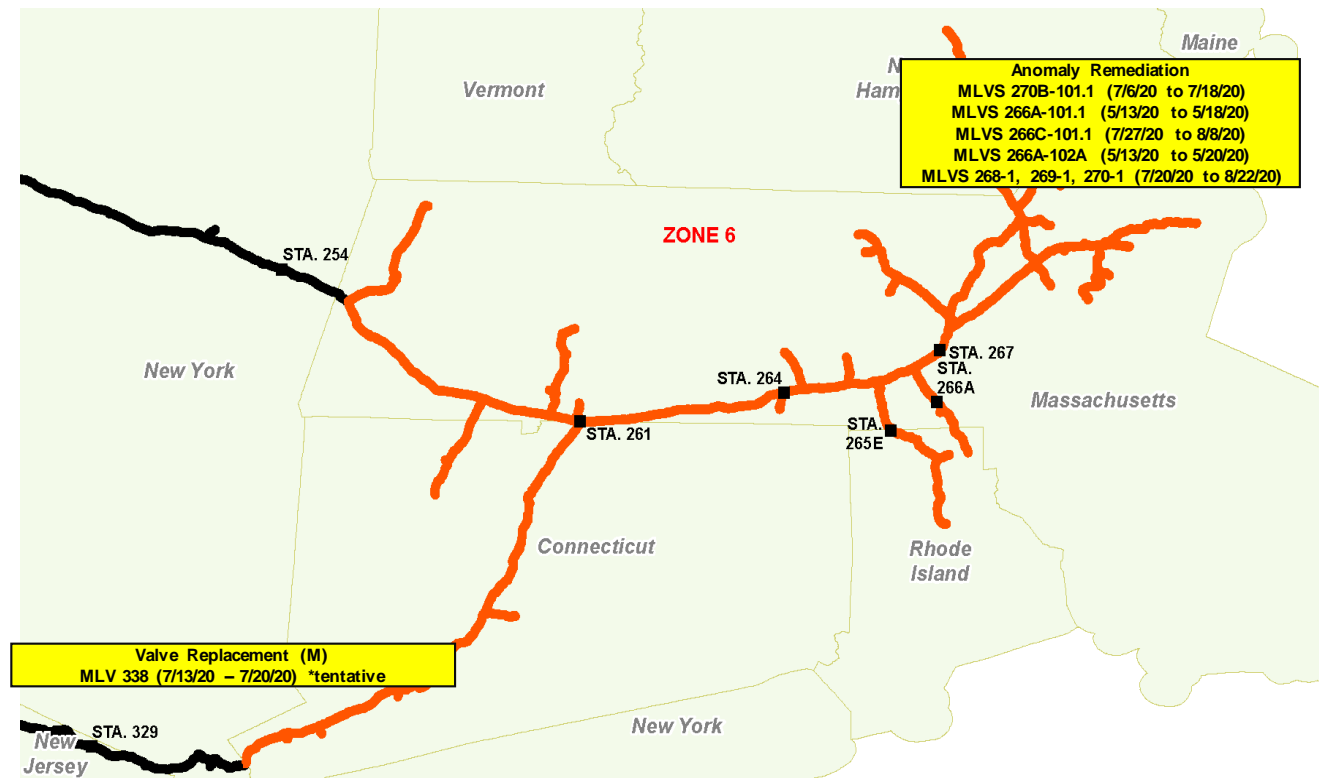 Maine
Vermont
N
Ham
Anomaly Remediation
MLVS 270B-101.1 (7/6/20 to 7/18/20)
MLVS 266A-101.1 (5/13/20 to 5/18/20)
MLVS 266C-101.1 (7/27/20 to 8/8/20)
MLVS 266A-102A (5/13/20 to 5/20/20)
MLVS 268-1, 269-1, 270-1 (7/20/20 to 8/22/20)
ZONE 6
STA. 254
New York
STA. 267
STA.
266A
STA. 264
Massachusetts
STA. 261
STA.
265E
Connecticut
Rhode
Island
Valve Replacement (M)
MLV 338 (7/13/20 – 7/20/20) *tentative
New York
STA. 329
New
Jersey